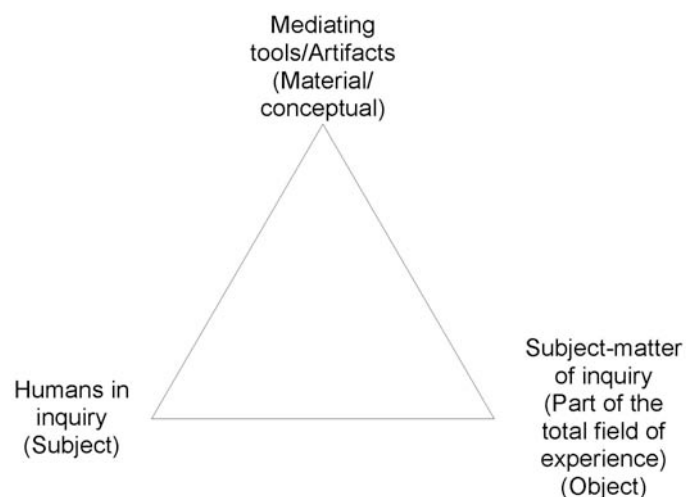 Mediating
tools/Artifacts
(Material/
conceptual)
Humans in
inquiry
(Subject)
Subject-matter
of inquiry
(Part of the
total field of
experience)
(Object)